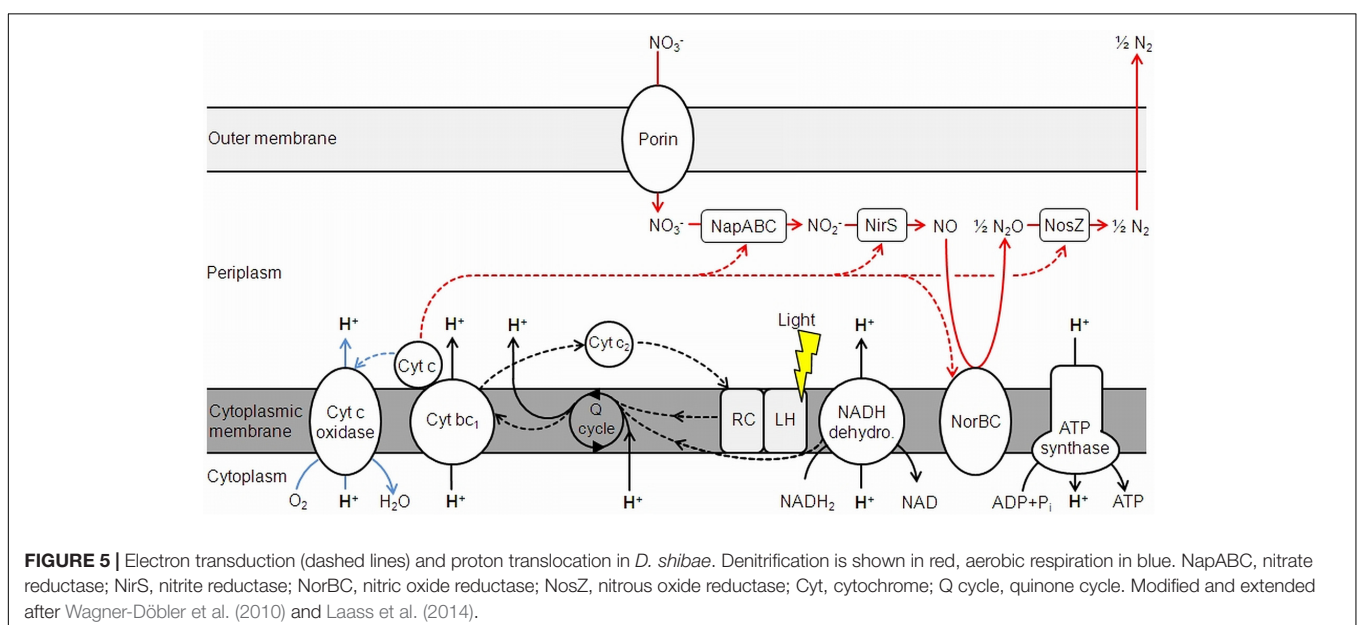 NO₃⁻ ½ N₂
Outer membrane Porin
NO₃⁻ NapABC NO₂⁻ NirS NO ½ N₂O NosZ ½ N₂
Periplasm
Light
H⁺ H⁺ H⁺ Cyt c₂ H⁺ H⁺
Cyt c
Cytoplasmic membrane
Cyt c oxidase
Cyt bc₁
Q cycle
RC LH
NADH dehydro.
NorBC
ATP synthase
Cytoplasm
O₂ H⁺ H₂O H⁺ H⁺ NADH₂ H⁺ NAD ADP+Pᵢ H⁺ ATP
FIGURE 5 | Electron transduction (dashed lines) and proton translocation in D. shibae. Denitrification is shown in red, aerobic respiration in blue. NapABC, nitrate
reductase; NirS, nitrite reductase; NorBC, nitric oxide reductase; NosZ, nitrous oxide reductase; Cyt, cytochrome; Q cycle, quinone cycle. Modified and extended
after Wagner-Döbler et al. (2010) and Laass et al. (2014).